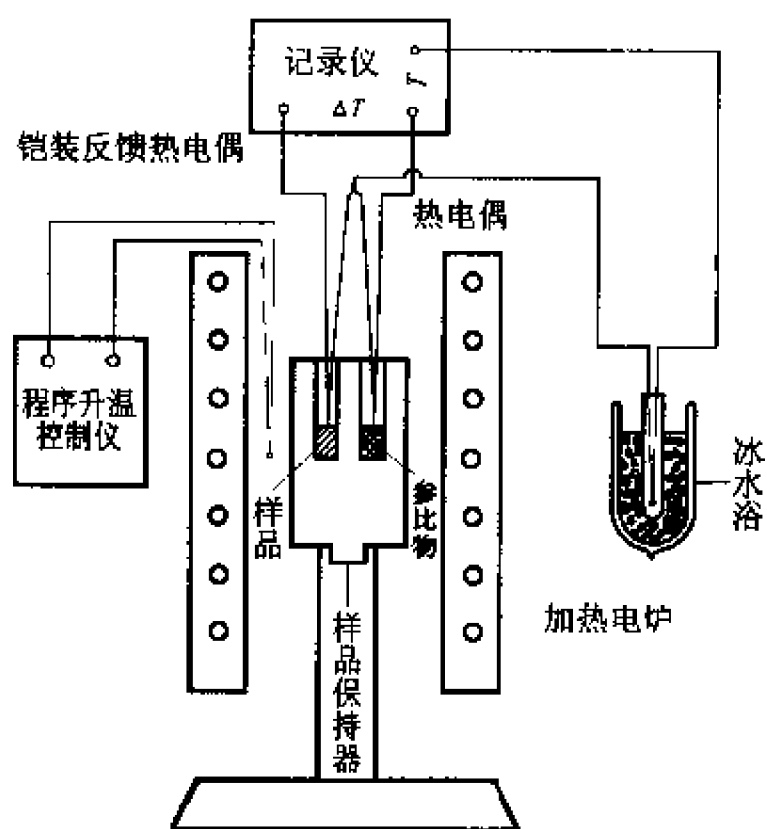 记录仪
T
ΔT
铠装反馈热电偶
热电偶
程序升温
控制仪
样品
参比物
冰水浴
加热电炉
样品保持器